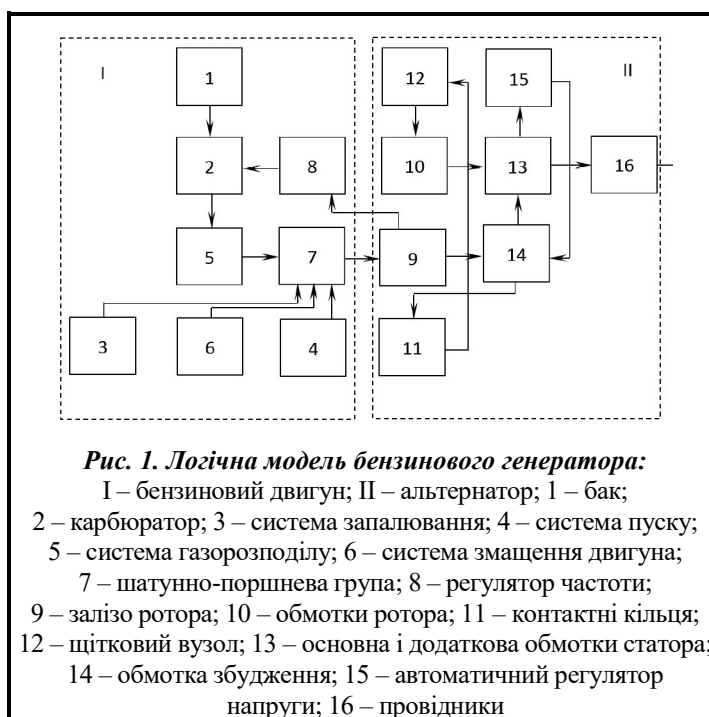 I
II
1
12
15
2
8
10
13
16
5
7
9
14
3
6
4
11
Рис. 1. Логічна модель бензинового генератора:
I – бензиновий двигун; II – альтернатор; 1 – бак;
2 – карбюратор; 3 – система запалювання; 4 – система пуску;
5 – система газорозподілу; 6 – система змащення двигуна;
7 – шатунно-поршнева група; 8 – регулятор частоти;
9 – залізо ротора; 10 – обмотки ротора; 11 – контактні кільця;
12 – щітковий вузол; 13 – основна і додаткова обмотки статора;
14 – обмотка збудження; 15 – автоматичний регулятор
напруги; 16 – провідники